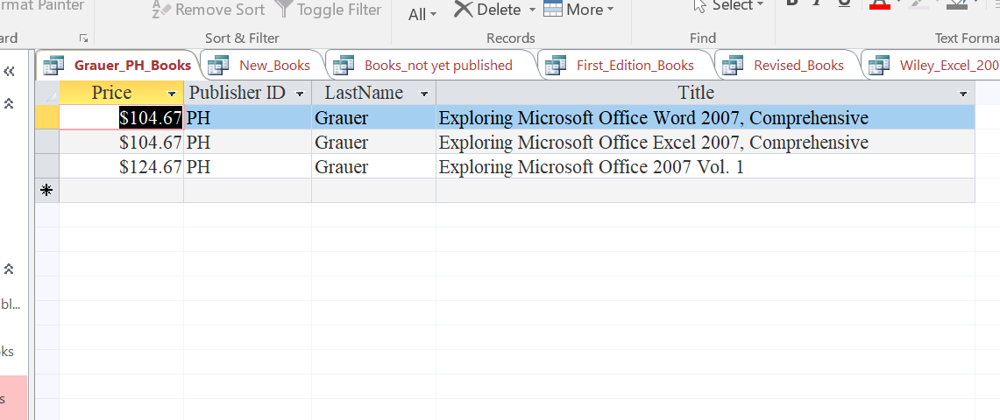 rmat Painter
Remove Sort
Toggle Filter
All
Delete
More
Select
B I U A
ard
Sort & Filter
Records
Find
Text Forma
Grauer_PH_Books
New_Books
Books_not yet published
First_Edition_Books
Revised_Books
Wiley_Excel_200
Price Publisher ID LastName Title
$104.67 PH Grauer Exploring Microsoft Office Word 2007, Comprehensive
$104.67 PH Grauer Exploring Microsoft Office Excel 2007, Comprehensive
$124.67 PH Grauer Exploring Microsoft Office 2007 Vol. 1
bl...
oks
s